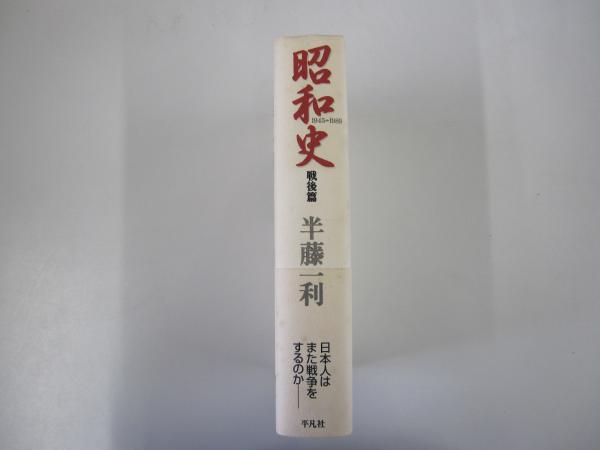 昭和史
1945-1989
戦後篇
半藤一利
日本人は
また戦争を
するのか――
平凡社